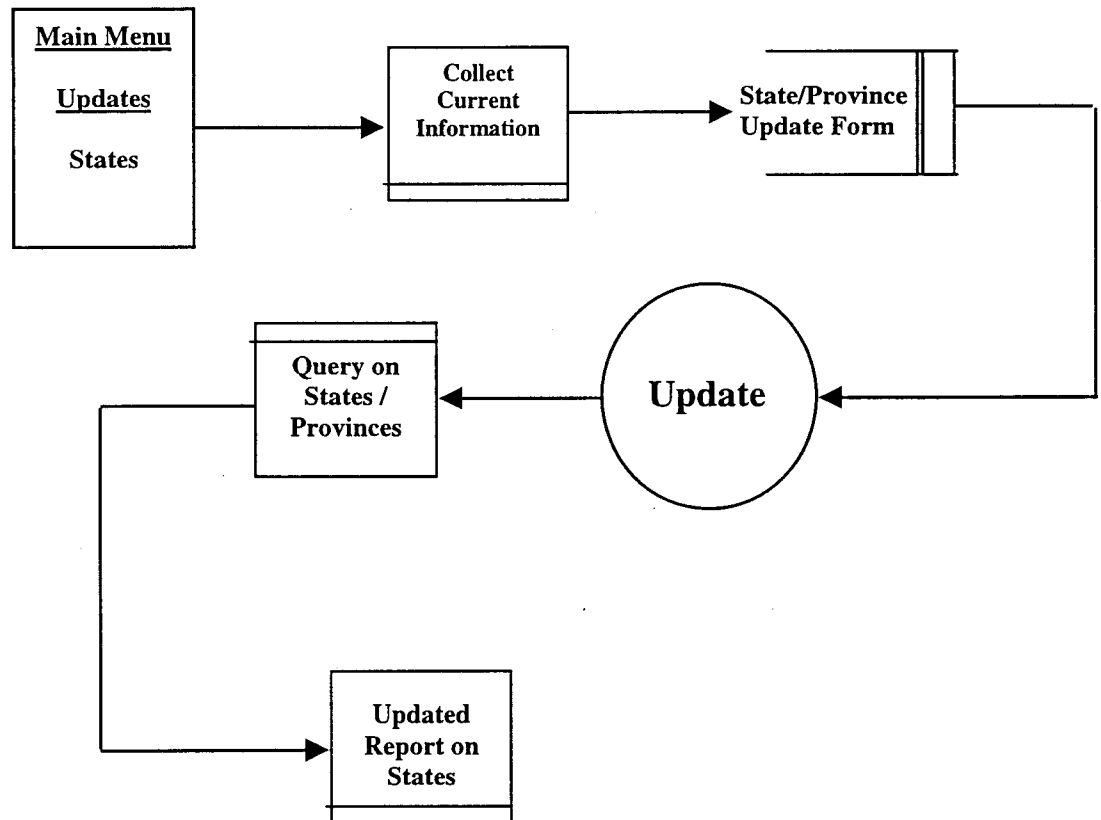 Main Menu
Updates
States
Collect
Current
Information
State/Province
Update Form
Update
Query on
States /
Provinces
Updated
Report on
States